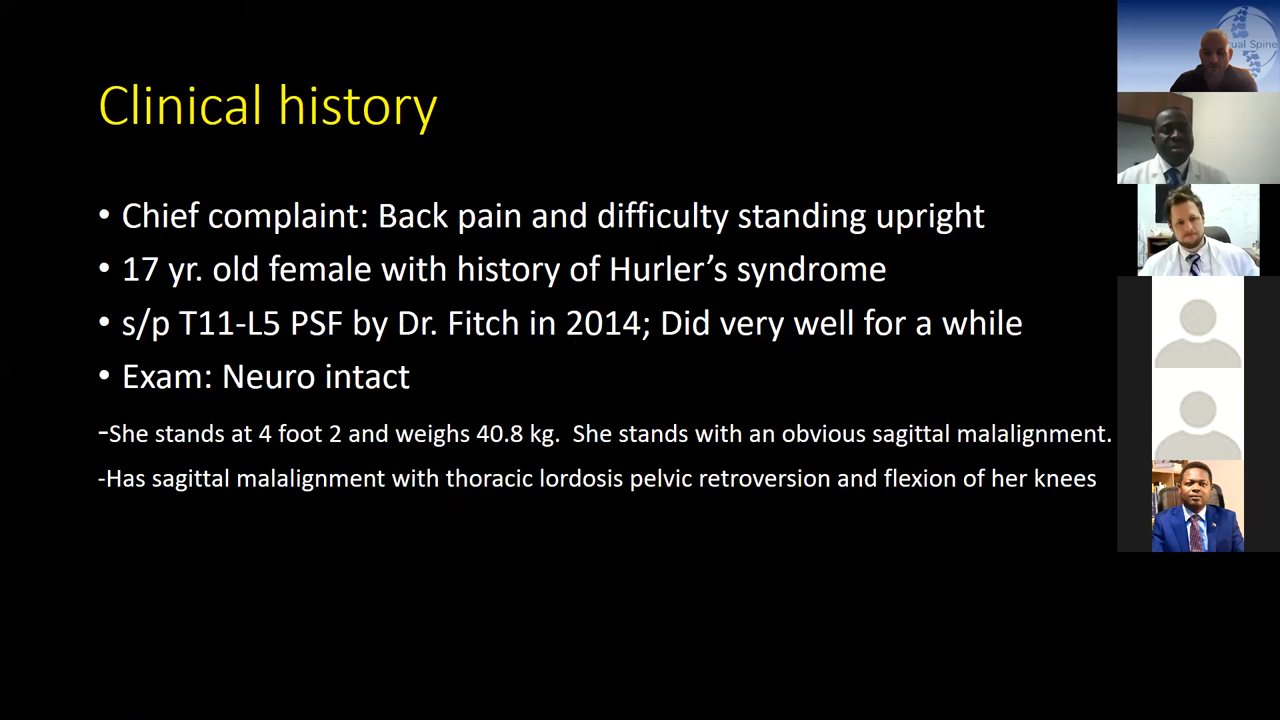 Clinical history
• Chief complaint: Back pain and difficulty standing upright
• 17 yr. old female with history of Hurler’s syndrome
• s/p T11-L5 PSF by Dr. Fitch in 2014; Did very well for a while
• Exam: Neuro intact
-She stands at 4 foot 2 and weighs 40.8 kg.  She stands with an obvious sagittal malalignment.
-Has sagittal malalignment with thoracic lordosis pelvic retroversion and flexion of her knees
Spine